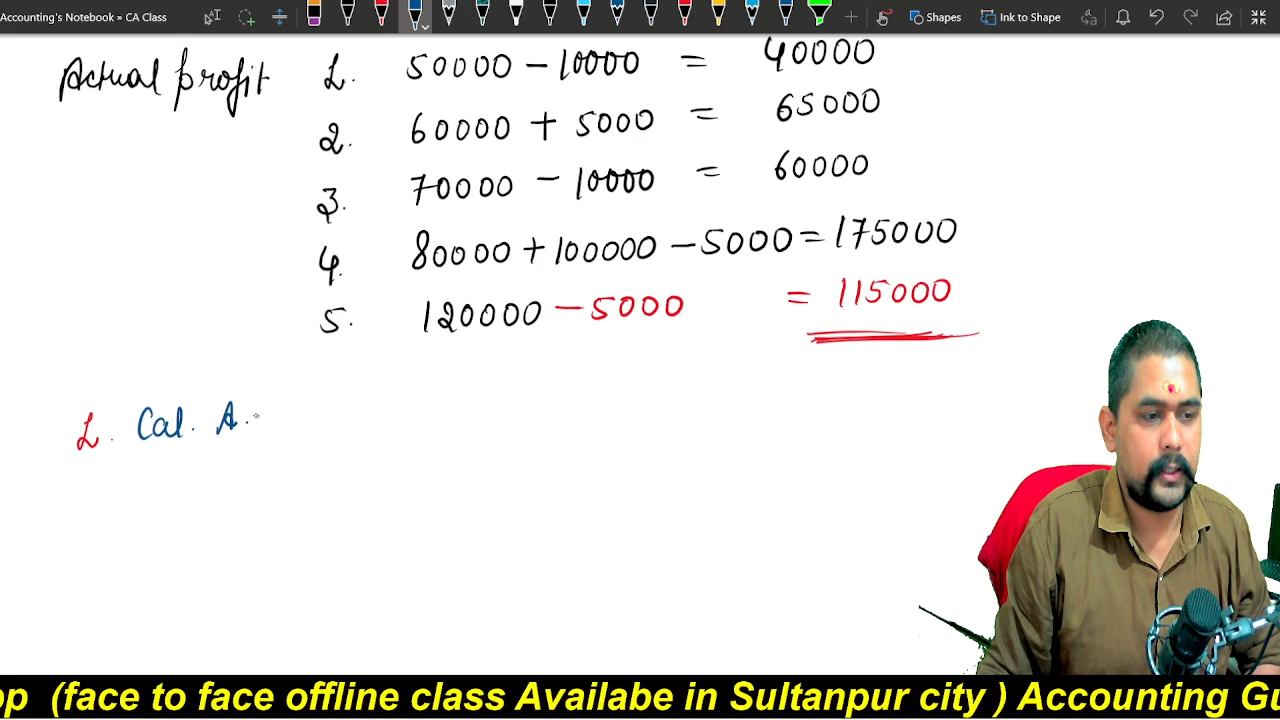 Accounting's Notebook » CA Class
Shapes
Ink to Shape
Actual profit 1. 50000 - 10000 = 40000
2. 60000 + 5000 = 65000
3. 70000 - 10000 = 60000
4. 80000 + 100000 - 5000 = 175000
5. 120000 - 5000 = 115000
1. Cal. A.
pp (face to face offline class Availabe in Sultanpur city ) Accounting Gu